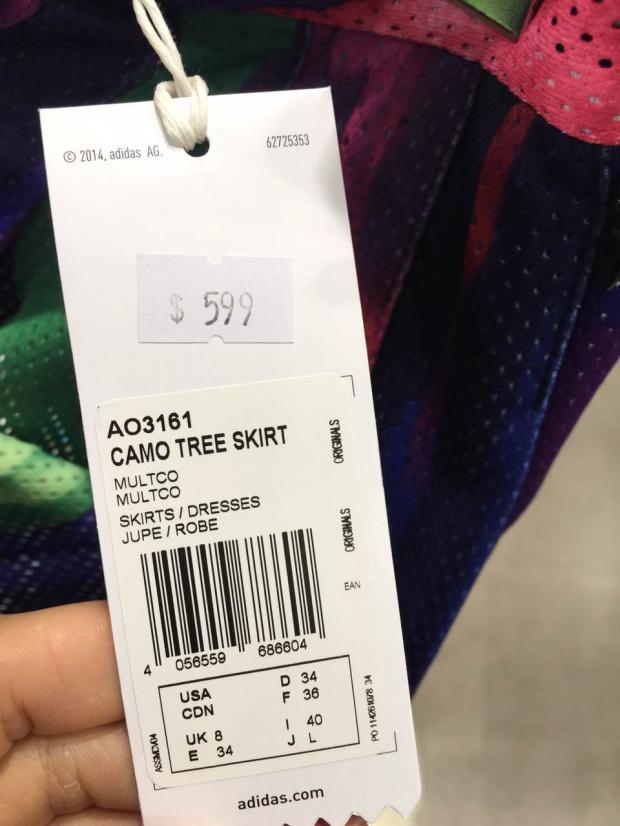 © 2014, adidas AG.
62725353
$ 599
AO3161
CAMO TREE SKIRT
MULTCO
MULTCO
SKIRTS / DRESSES
JUPE / ROBE
ORIGINALS
ORIGINALS
EAN
4 056559 686604
USA
CDN
UK 8
E 34
D 34
F 36
I 40
J L
adidas.com